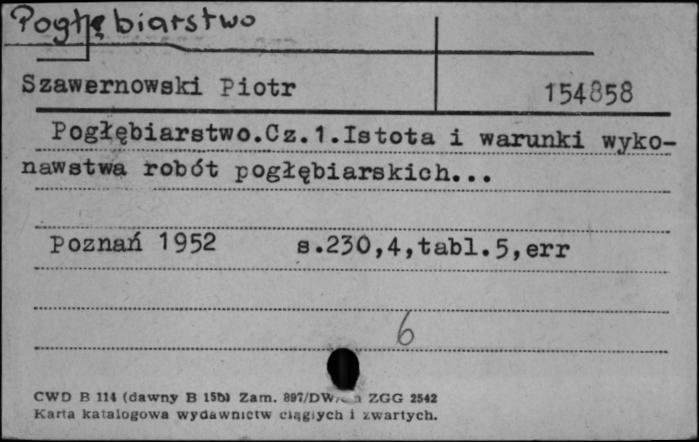 Pogłębiarstwo
Szawernowski Piotr 154858
Pogłębiarstwo.Cz.1.Istota i warunki wyko-
nawstwa robót pogłębiarskich...
Poznań 1952 s.230,4,tabl.5,err
6
CWD B 114 (dawny B 15b) Zam. 897/DW ZGG 2542
Karta katalogowa wydawnictw ciągłych i zwartych.